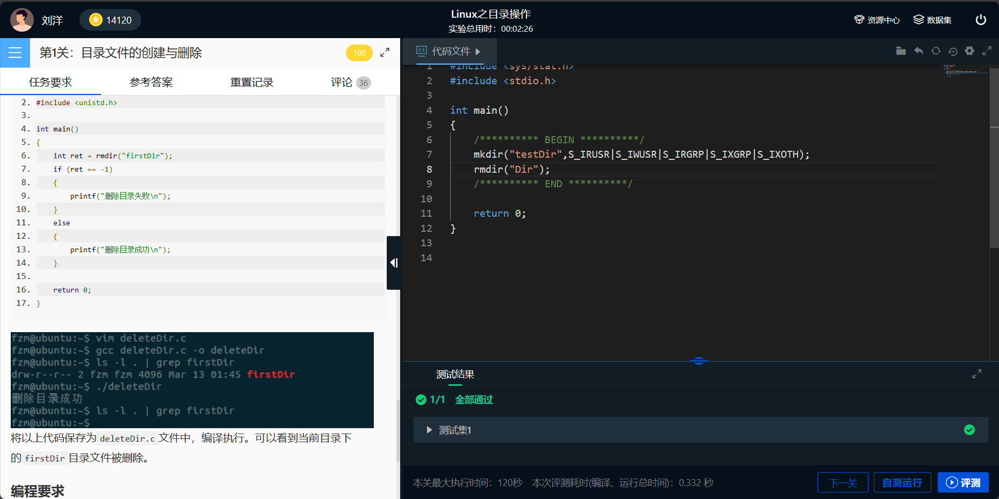 刘洋
14120
Linux之目录操作
实验总用时：00:02:26
资源中心
数据集
第1关：目录文件的创建与删除
100
任务要求
参考答案
重置记录
评论 36
2. #include <unistd.h>
3.
4. int main()
5. {
6. int ret = rmdir("firstDir");
7. if (ret == -1)
8. {
9. printf("删除目录失败\n");
10. }
11. else
12. {
13. printf("删除目录成功\n");
14. }
15.
16. return 0;
17. }
fzm@ubuntu:~$ vim deleteDir.c
fzm@ubuntu:~$ gcc deleteDir.c -o deleteDir
fzm@ubuntu:~$ ls -l . | grep firstDir
drw-r--r-- 2 fzm fzm 4096 Mar 13 01:45 firstDir
fzm@ubuntu:~$ ./deleteDir
删除目录成功
fzm@ubuntu:~$ ls -l . | grep firstDir
fzm@ubuntu:~$
将以上代码保存为 deleteDir.c 文件中，编译执行。可以看到当前目录下
的 firstDir 目录文件被删除。
编程要求
代码文件
1 #include <sys/stat.h>
2 #include <stdio.h>
3
4 int main()
5 {
6 /********** BEGIN **********/
7 mkdir("testDir",S_IRUSR|S_IWUSR|S_IRGRP|S_IXGRP|S_IXOTH);
8 rmdir("Dir");
9 /********** END **********/
10
11 return 0;
12 }
13
14
测试结果
1/1 全部通过
测试集1
本关最大执行时间：120秒 本次评测耗时(编译、运行总时间)：0.332 秒
下一关
自测运行
评测